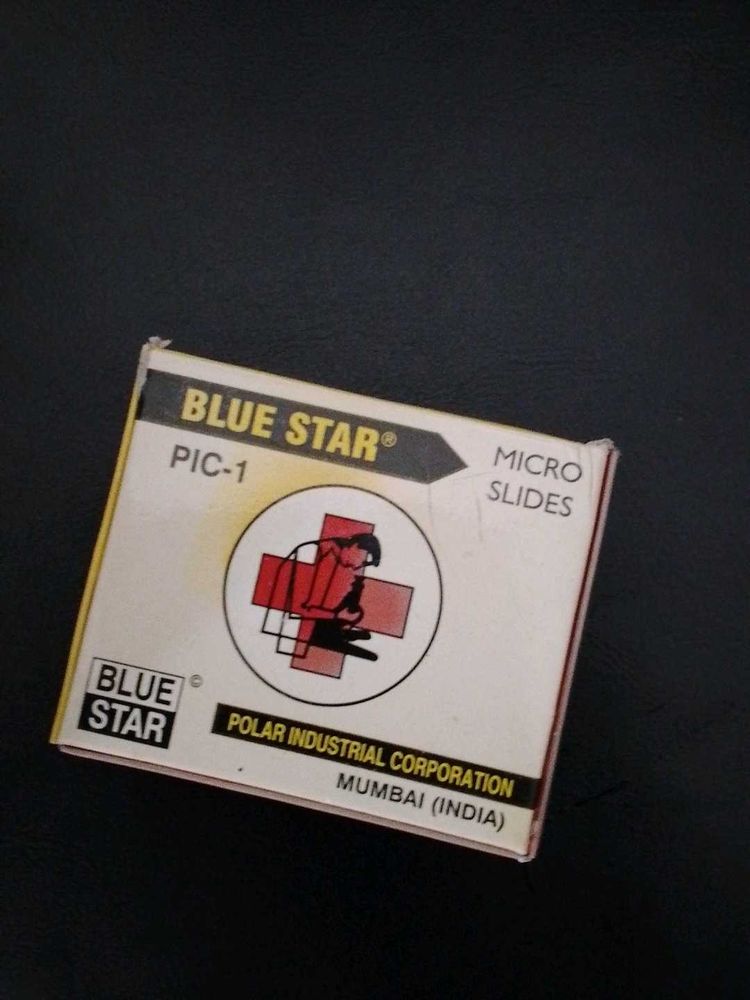 BLUE STAR®
PIC-1
MICRO
SLIDES
BLUE
STAR
©
POLAR INDUSTRIAL CORPORATION
MUMBAI (INDIA)